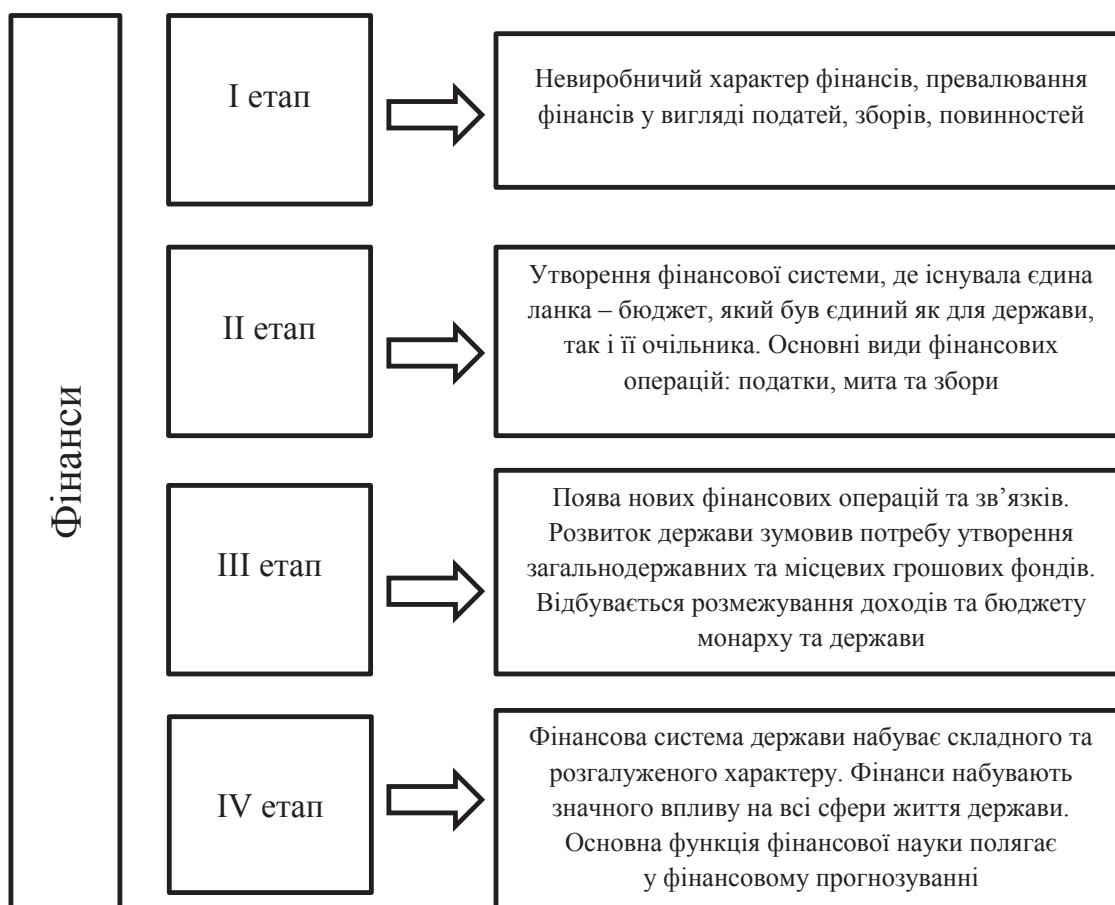 Фінанси
I етап
Невиробничий характер фінансів, превалювання
фінансів у вигляді податей, зборів, повинностей
II етап
Утворення фінансової системи, де існувала єдина
ланка – бюджет, який був єдиний як для держави,
так і її очільника. Основні види фінансових
операцій: податки, мита та збори
III етап
Поява нових фінансових операцій та зв’язків.
Розвиток держави зумовив потребу утворення
загальнодержавних та місцевих грошових фондів.
Відбувається розмежування доходів та бюджету
монарху та держави
IV етап
Фінансова система держави набуває складного та
розгалуженого характеру. Фінанси набувають
значного впливу на всі сфери життя держави.
Основна функція фінансової науки полягає
у фінансовому прогнозуванні